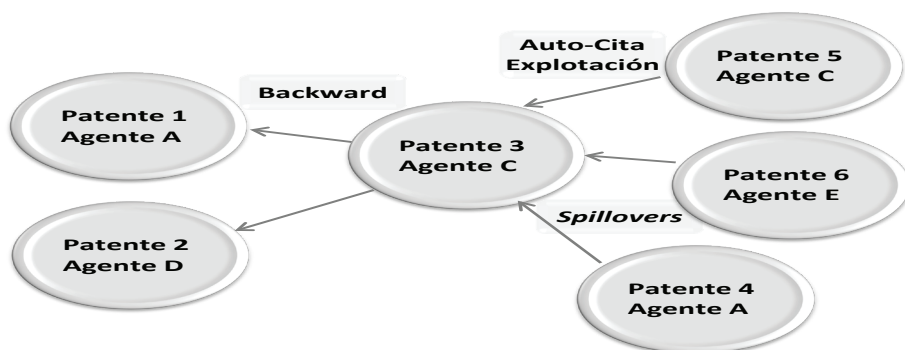 Auto-Cita
Explotación
Patente 5
Agente C
Backward
Patente 1
Agente A
Patente 3
Agente C
Patente 6
Agente E
Spillovers
Patente 2
Agente D
Patente 4
Agente A